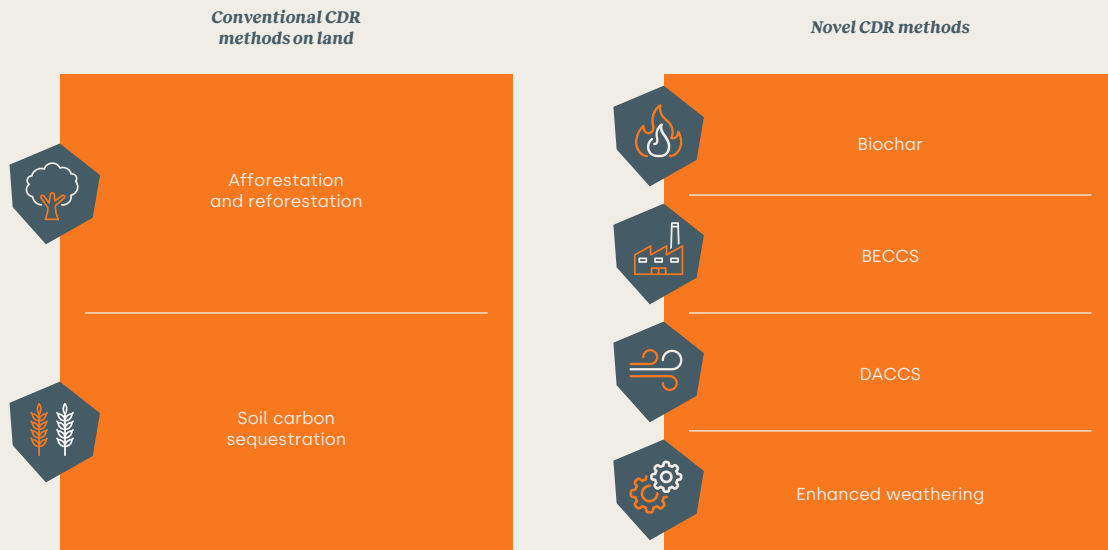 Conventional CDR
methods on land
Afforestation
and reforestation
Soil carbon
sequestration
Novel CDR methods
Biochar
BECCS
DACCS
Enhanced weathering